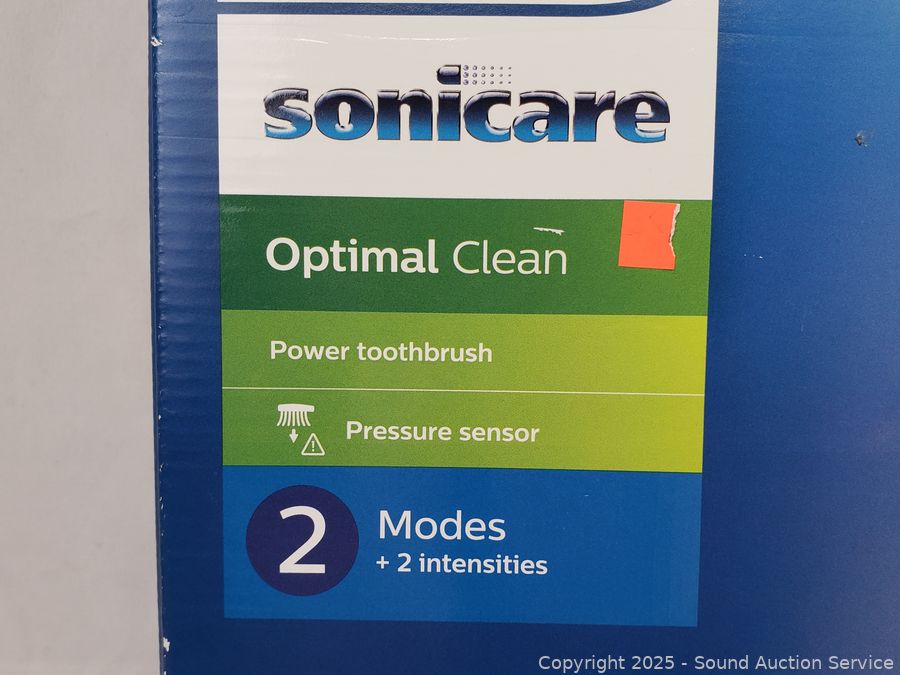 sonicare
Optimal Clean
Power toothbrush
Pressure sensor
2
Modes
+ 2 intensities
Copyright 2025 - Sound Auction Service